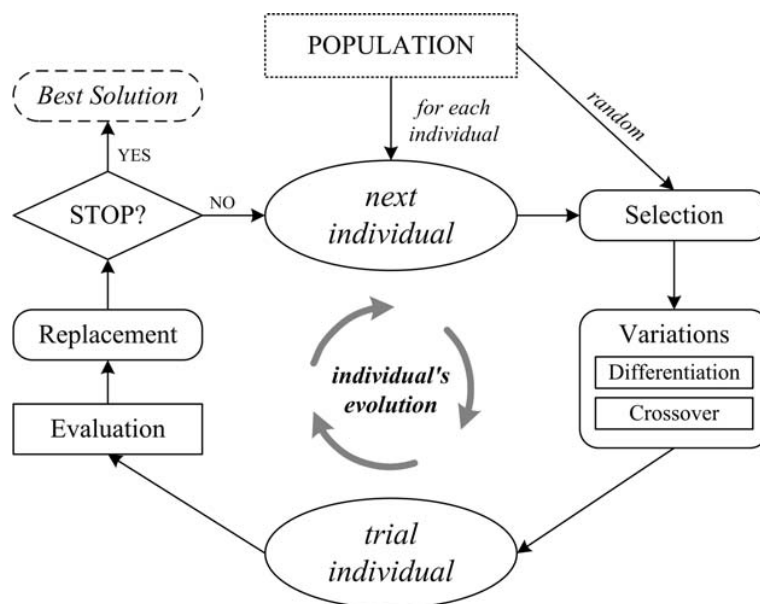 POPULATION
Best Solution
for each
individual
random
YES
STOP?
NO
next
individual
Selection
Replacement
Variations
Differentiation
Crossover
individual's
evolution
Evaluation
trial
individual